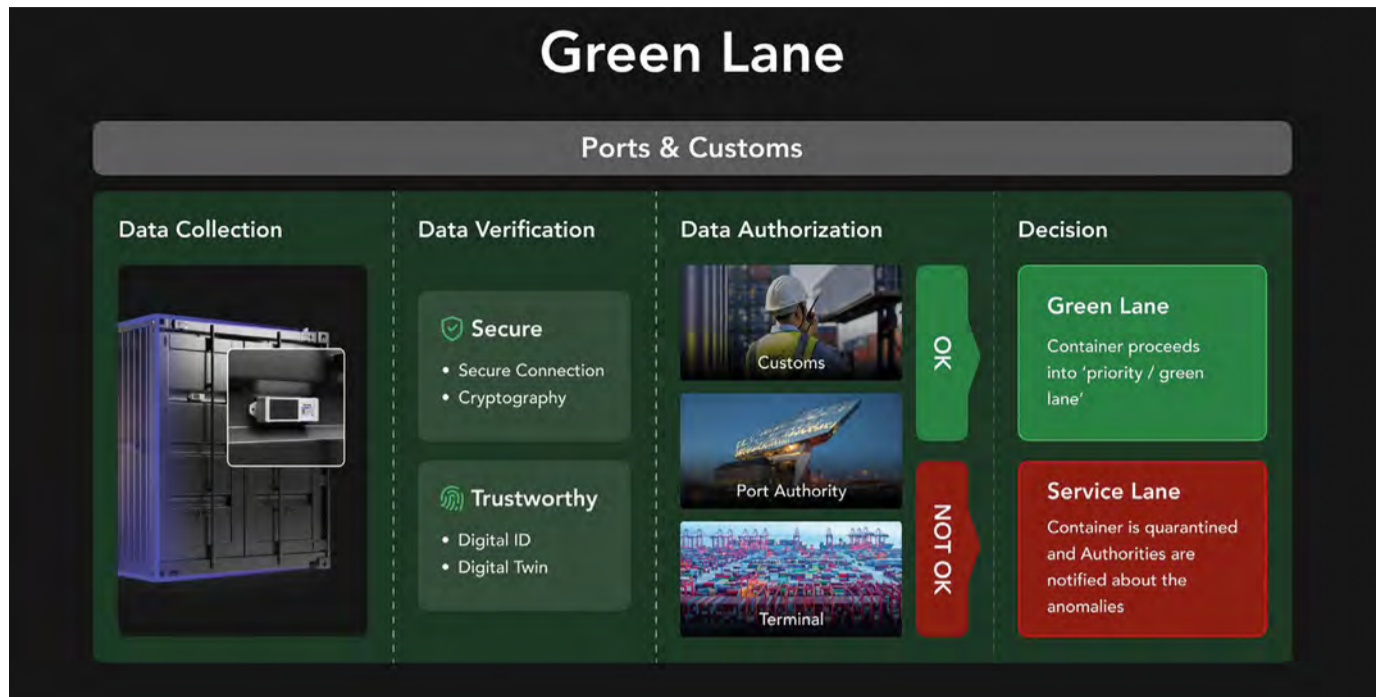 Green Lane
Ports & Customs
Data Collection
Data Verification
Secure
• Secure Connection
• Cryptography
Trustworthy
• Digital ID
• Digital Twin
Data Authorization
Customs
Port Authority
Terminal
OK
NOT OK
Decision
Green Lane
Container proceeds
into ‘priority / green
lane’
Service Lane
Container is quarantined
and Authorities are
notified about the
anomalies